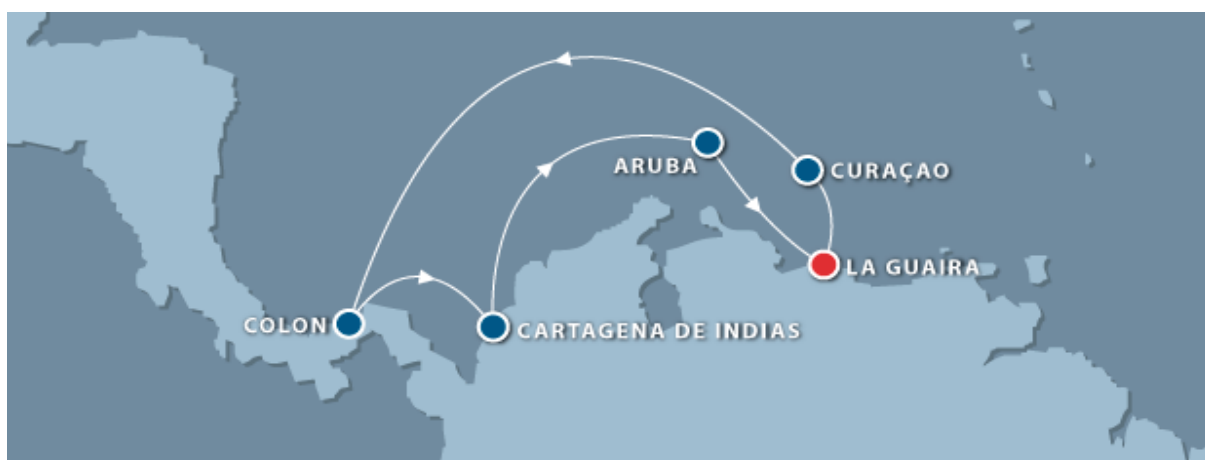 ARUBA
CURAÇAO
LA GUAIRA
COLON
CARTAGENA DE INDIAS